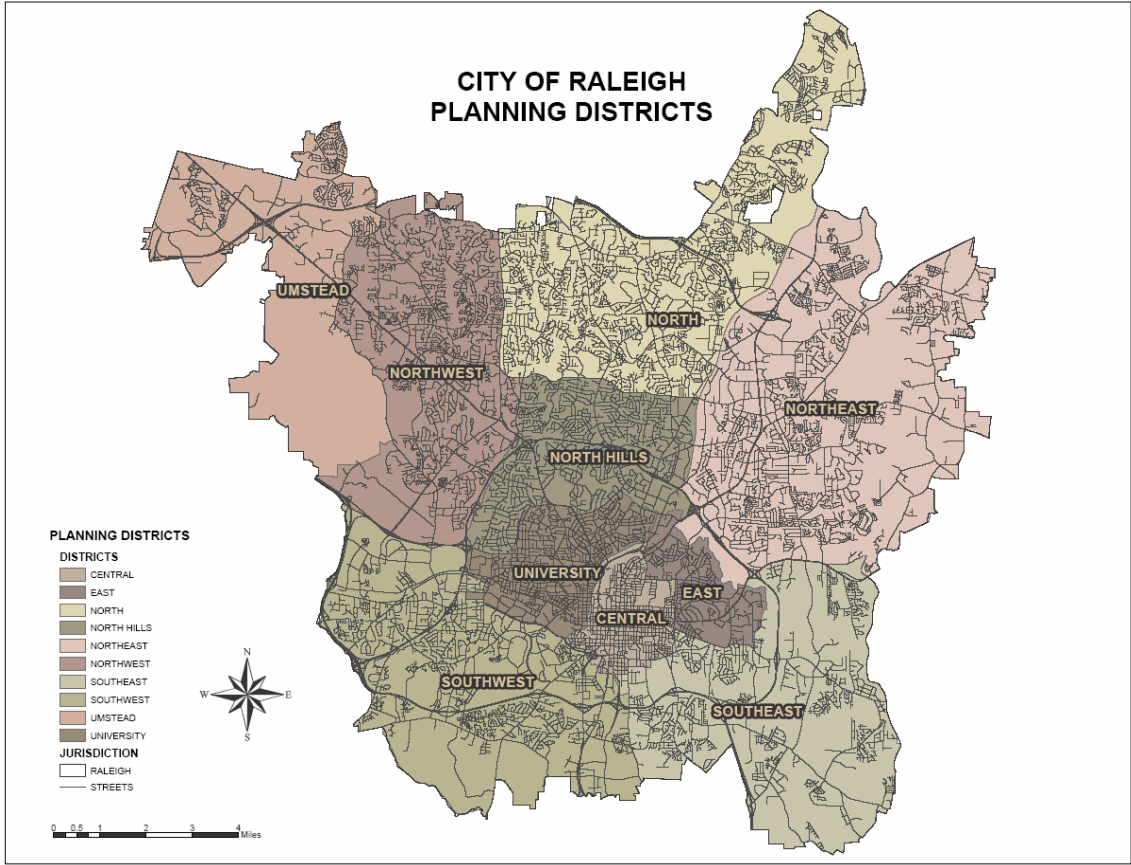 CITY OF RALEIGH
PLANNING DISTRICTS
UMSTEAD
NORTH
NORTHWEST
NORTHEAST
NORTH HILLS
UNIVERSITY
EAST
CENTRAL
SOUTHWEST
SOUTHEAST
PLANNING DISTRICTS
DISTRICTS
CENTRAL
EAST
NORTH
NORTH HILLS
NORTHEAST
NORTHWEST
SOUTHEAST
SOUTHWEST
UMSTEAD
UNIVERSITY
JURISDICTION
RALEIGH
STREETS
N
W E
S
0 0.5 1 2 3 4
Miles